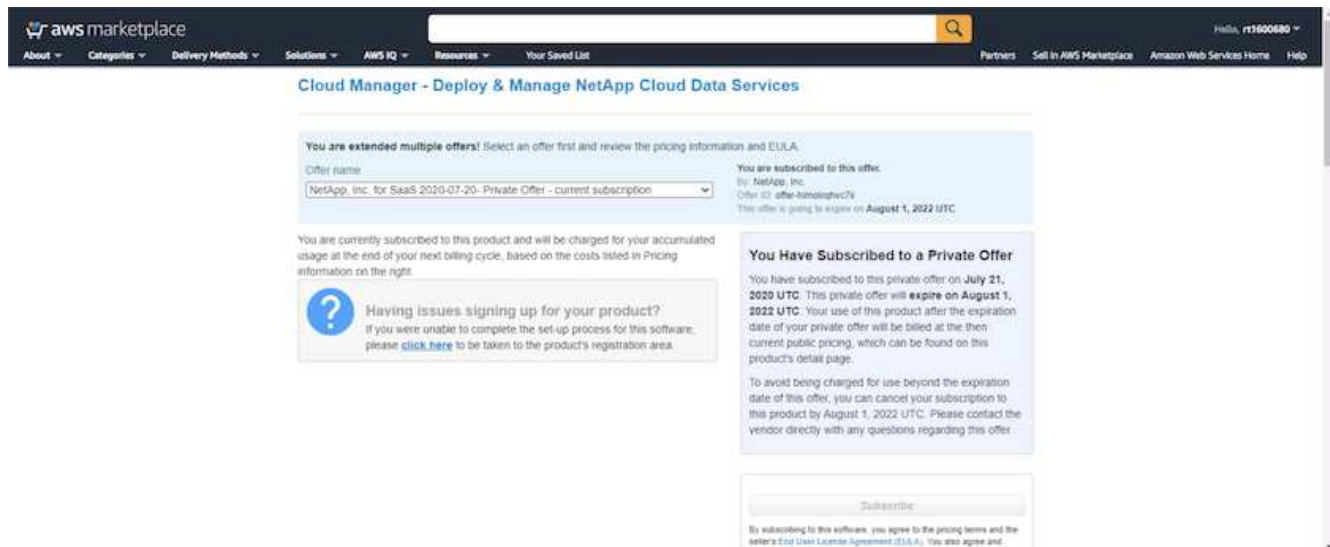 aws marketplace
Hello, rt1600680
About
Categories
Delivery Methods
Solutions
AWS IQ
Resources
Your Saved List
Partners
Sell in AWS Marketplace
Amazon Web Services Home
Help
Cloud Manager - Deploy & Manage NetApp Cloud Data Services
You are extended multiple offers! Select an offer first and review the pricing information and EULA.
Offer name
NetApp, Inc. for SaaS 2020-07-20- Private Offer - current subscription
You are subscribed to this offer.
By: NetApp, Inc.
Offer ID:
This offer is going to expire on August 1, 2022 UTC
You are currently subscribed to this product and will be charged for your accumulated
usage at the end of your next billing cycle, based on the costs listed in Pricing
information on the right.
Having issues signing up for your product?
If you were unable to complete the set-up process for this software,
please click here to be taken to the product's registration area.
You Have Subscribed to a Private Offer
You have subscribed to this private offer on July 21,
2020 UTC. This private offer will expire on August 1,
2022 UTC. Your use of this product after the expiration
date of your private offer will be billed at the then
current public pricing, which can be found on this
product's detail page.
To avoid being charged for use beyond the expiration
date of this offer, you can cancel your subscription to
this product by August 1, 2022 UTC. Please contact the
vendor directly with any questions regarding this offer
Subscribe
By subscribing to this software, you agree to the pricing terms and the
seller's End User License Agreement (EULA). You also agree and